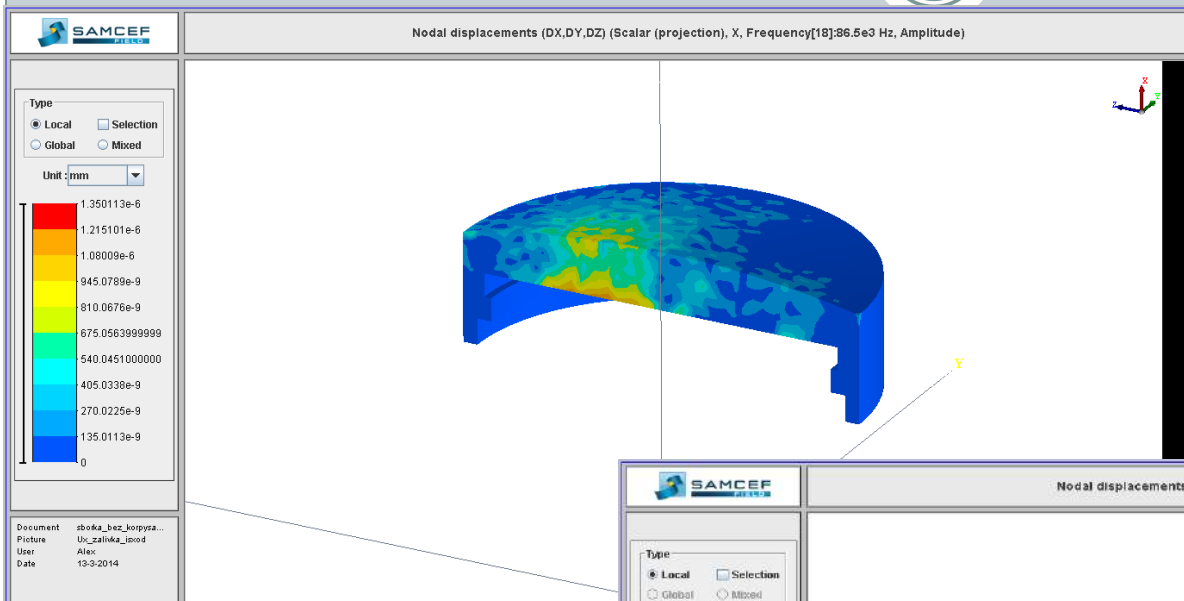 SAMCEF
FIELD
Nodal displacements (DX,DY,DZ) (Scalar (projection), X, Frequency[18]:86.5e3 Hz, Amplitude)
Type
Local Selection
Global Mixed
Unit : mm
1.350113e-6
1.215101e-6
1.08009e-6
945.0789e-9
810.0676e-9
675.0563999999
540.0451000000
405.0338e-9
270.0225e-9
135.0113e-9
0
X
Z Y
Y
Document sborka_bez_korpysa...
Picture Ux_zalivka_isxod
User Alex
Date 13-3-2014
SAMCEF
FIELD
Nodal displacements
Type
Local Selection
Global Mixed